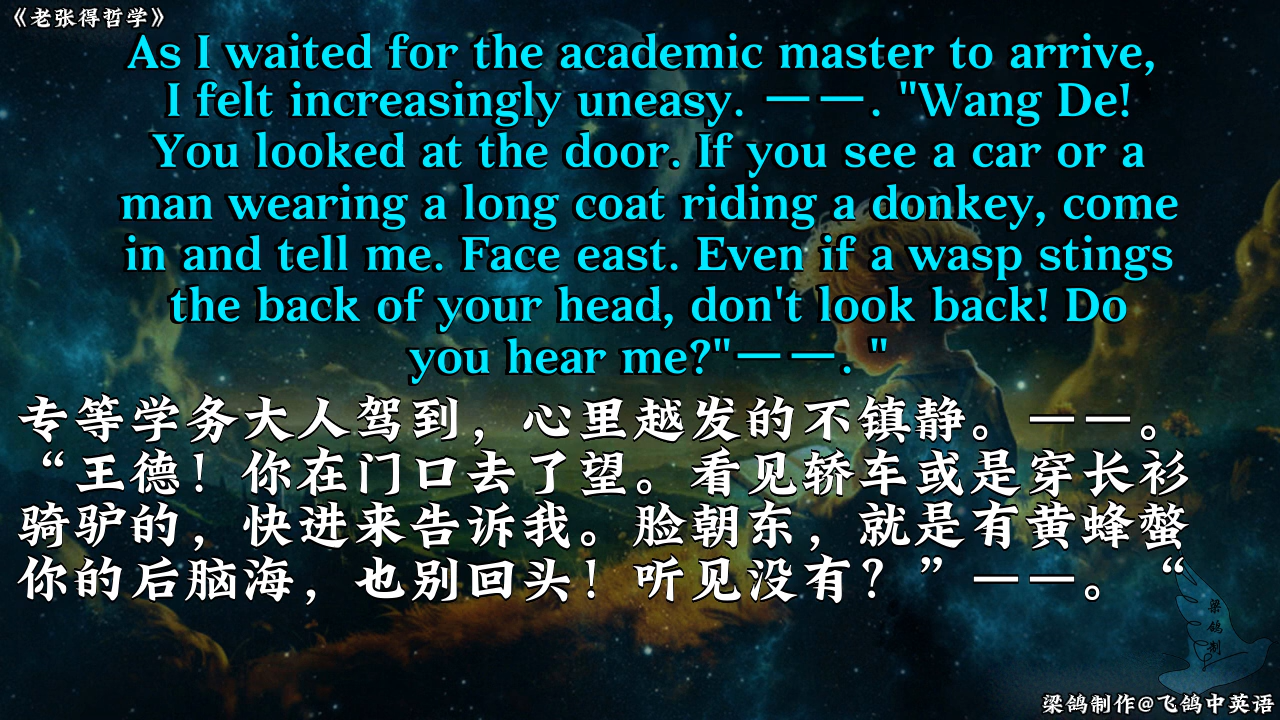 《老张得哲学》
As I waited for the academic master to arrive,
I felt increasingly uneasy. ——. "Wang De!
You looked at the door. If you see a car or a
man wearing a long coat riding a donkey, come
in and tell me. Face east. Even if a wasp stings
the back of your head, don't look back! Do
you hear me?"——. "
专等学务大人驾到，心里越发的不镇静。——。
“王德！你在门口去了望。看见轿车或是穿长衫
骑驴的，快进来告诉我。脸朝东，就是有黄蜂螫
你的后脑海，也别回头！听见没有？”——。“
梁鸽制
梁鸽制作@飞鸽中英语